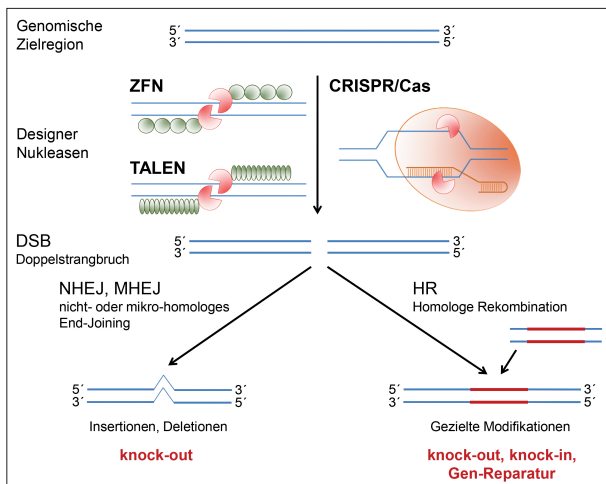 Genomische
Zielregion
5´ 3´
3´ 5´
ZFN
CRISPR/Cas
Designer
Nukleasen
TALEN
DSB
Doppelstrangbruch
5´ 3´
3´ 5´
NHEJ, MHEJ
nicht- oder mikro-homologes
End-Joining
HR
Homologe Rekombination
5´ 3´
3´ 5´
5´ 3´
3´ 5´
Insertionen, Deletionen
knock-out
Gezielte Modifikationen
knock-out, knock-in,
Gen-Reparatur